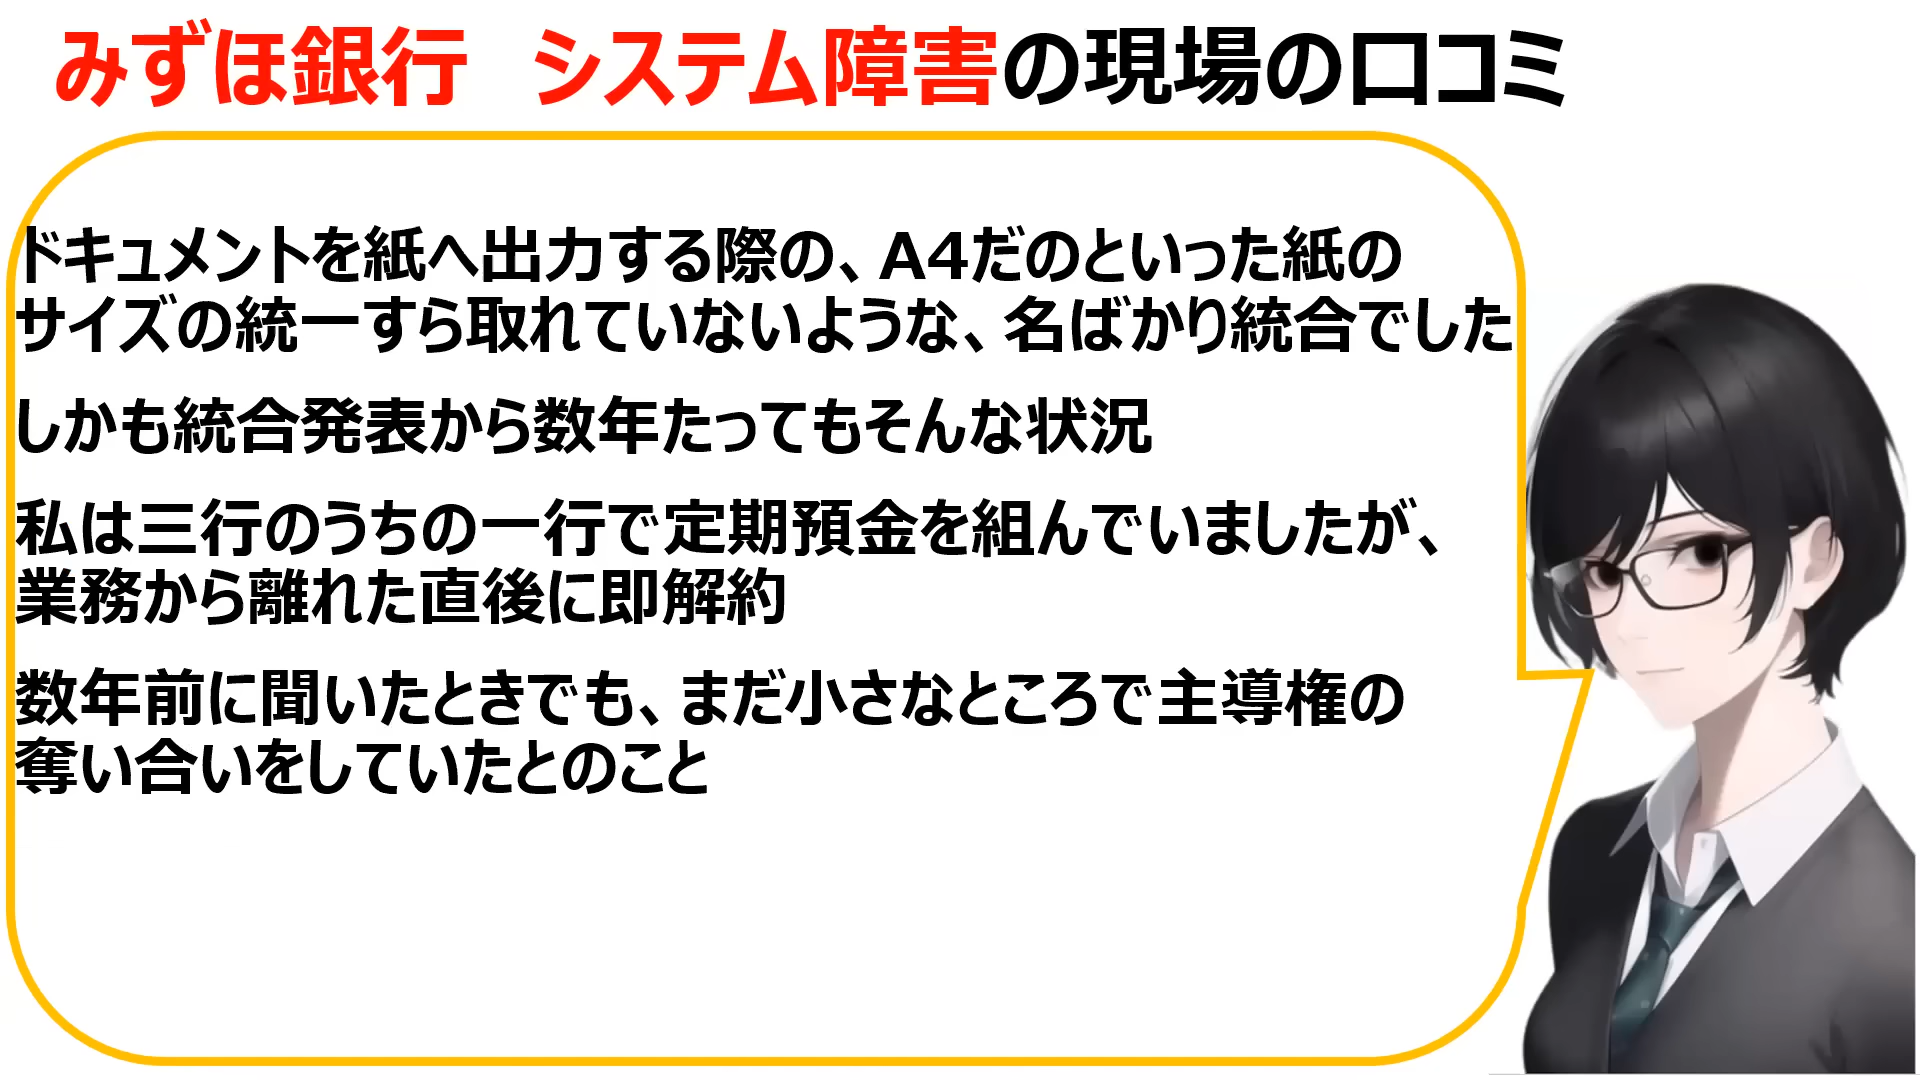 みずほ銀行　システム障害の現場の口コミ
ドキュメントを紙へ出力する際の、A4だのといった紙の
サイズの統一すら取れていないような、名ばかり統合でした
しかも統合発表から数年たってもそんな状況
私は三行のうちの一行で定期預金を組んでいましたが、
業務から離れた直後に即解約
数年前に聞いたときでも、まだ小さなところで主導権の
奪い合いをしていたとのこと